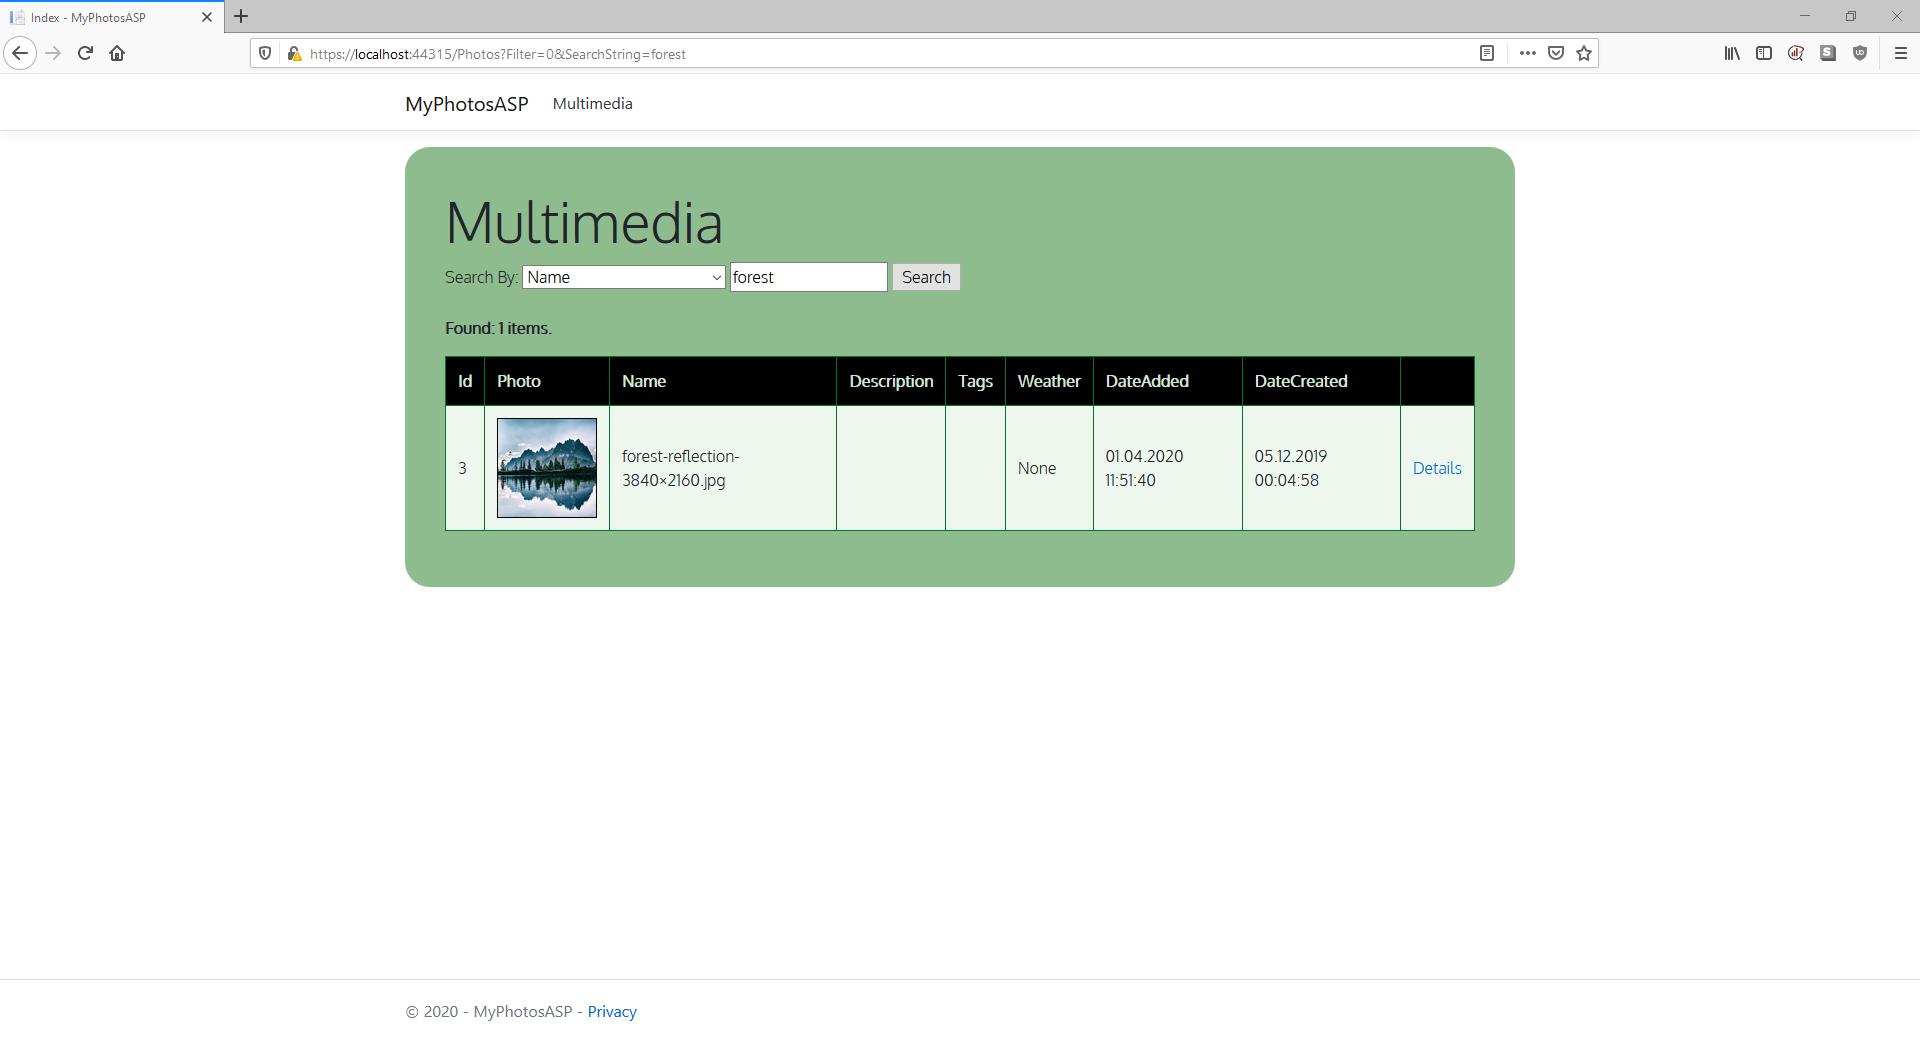 Index - MyPhotosASP
https://localhost:44315/Photos?Filter=0&SearchString=forest
MyPhotosASP Multimedia
Multimedia
Search By: Name forest Search
Found: 1 items.
Id Photo Name Description Tags Weather DateAdded DateCreated
3 forest-reflection-3840×2160.jpg None 01.04.2020 11:51:40 05.12.2019 00:04:58 Details
© 2020 - MyPhotosASP - Privacy